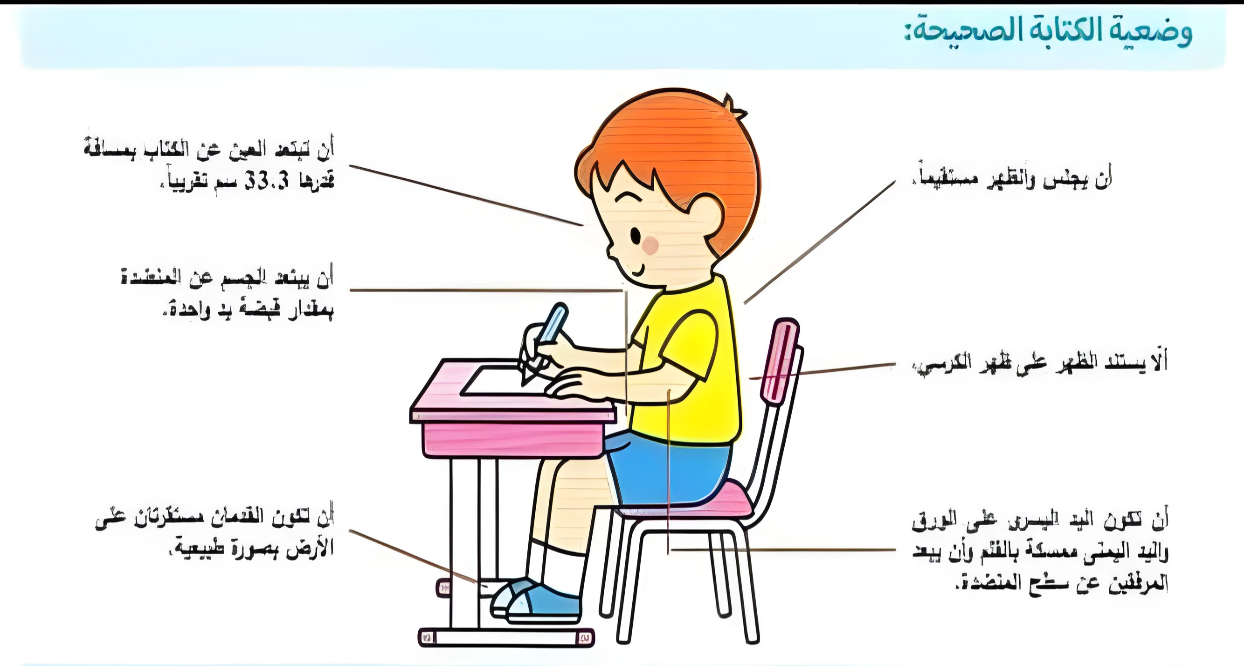 وضعية الكتابة الصحيحة:
أن يجلس والظهر مستقيماً.
أن تبتعد العين عن الكتاب بمسافة
قدرها 33.3 سم تقريباً.
أن يبتعد الجسم عن المنضدة
بمقدار قبضة يد واحدة.
ألّا يستند الظهر على ظهر الكرسي.
أن تكون اليد اليسرى على الورق
واليد اليمنى ممسكة بالقلم وأن يبعد
المرفقين عن سطح المنضدة.
أن تكون القدمان مستقرتان على
الأرض بصورة طبيعية.